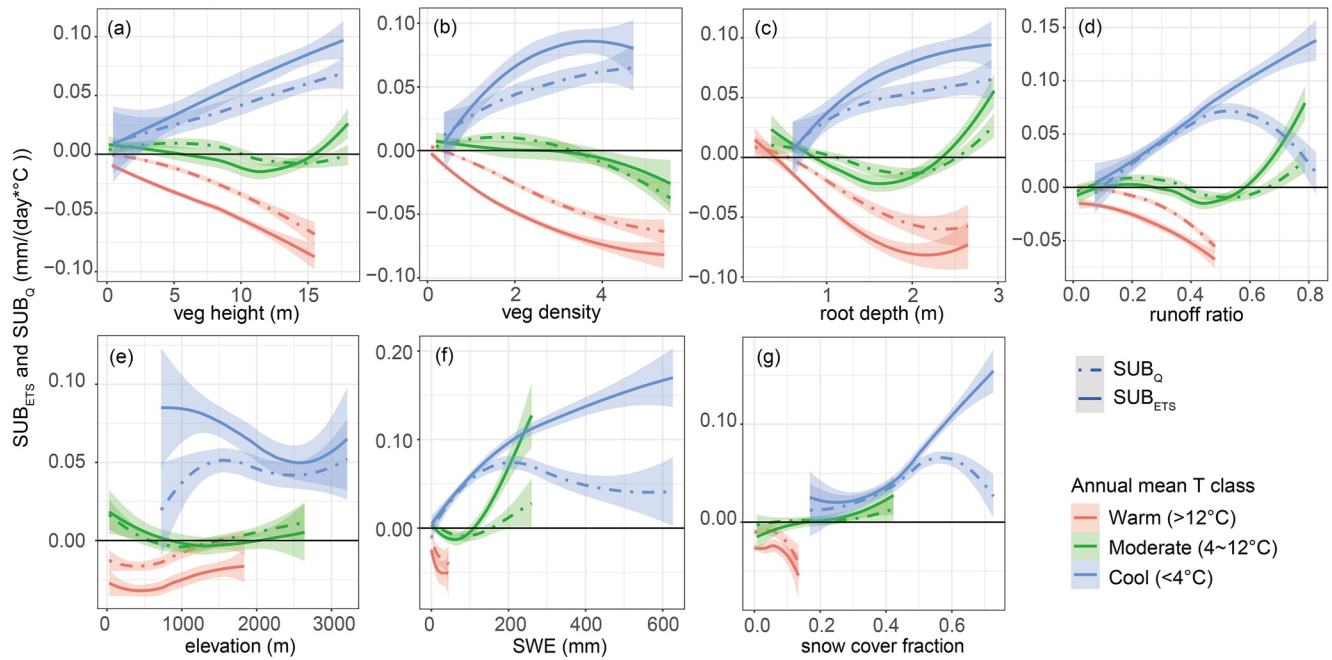 SUB_ETS and SUB_Q (mm/(day*°C ))
(a)
0.10
0.05
0.00
−0.05
−0.10
0 5 10 15
veg height (m)
(b)
0.10
0.05
0.00
−0.05
−0.10
0 2 4
veg density
(c)
0.10
0.05
0.00
−0.05
−0.10
1 2 3
root depth (m)
(d)
0.15
0.10
0.05
0.00
−0.05
0.0 0.2 0.4 0.6 0.8
runoff ratio
(e)
0.10
0.05
0.00
0 1000 2000 3000
elevation (m)
(f)
0.20
0.10
0.00
0 200 400 600
SWE (mm)
(g)
0.10
0.00
0.0 0.2 0.4 0.6
snow cover fraction
SUB_Q
SUB_ETS
Annual mean T class
Warm (>12°C)
Moderate (4~12°C)
Cool (<4°C)